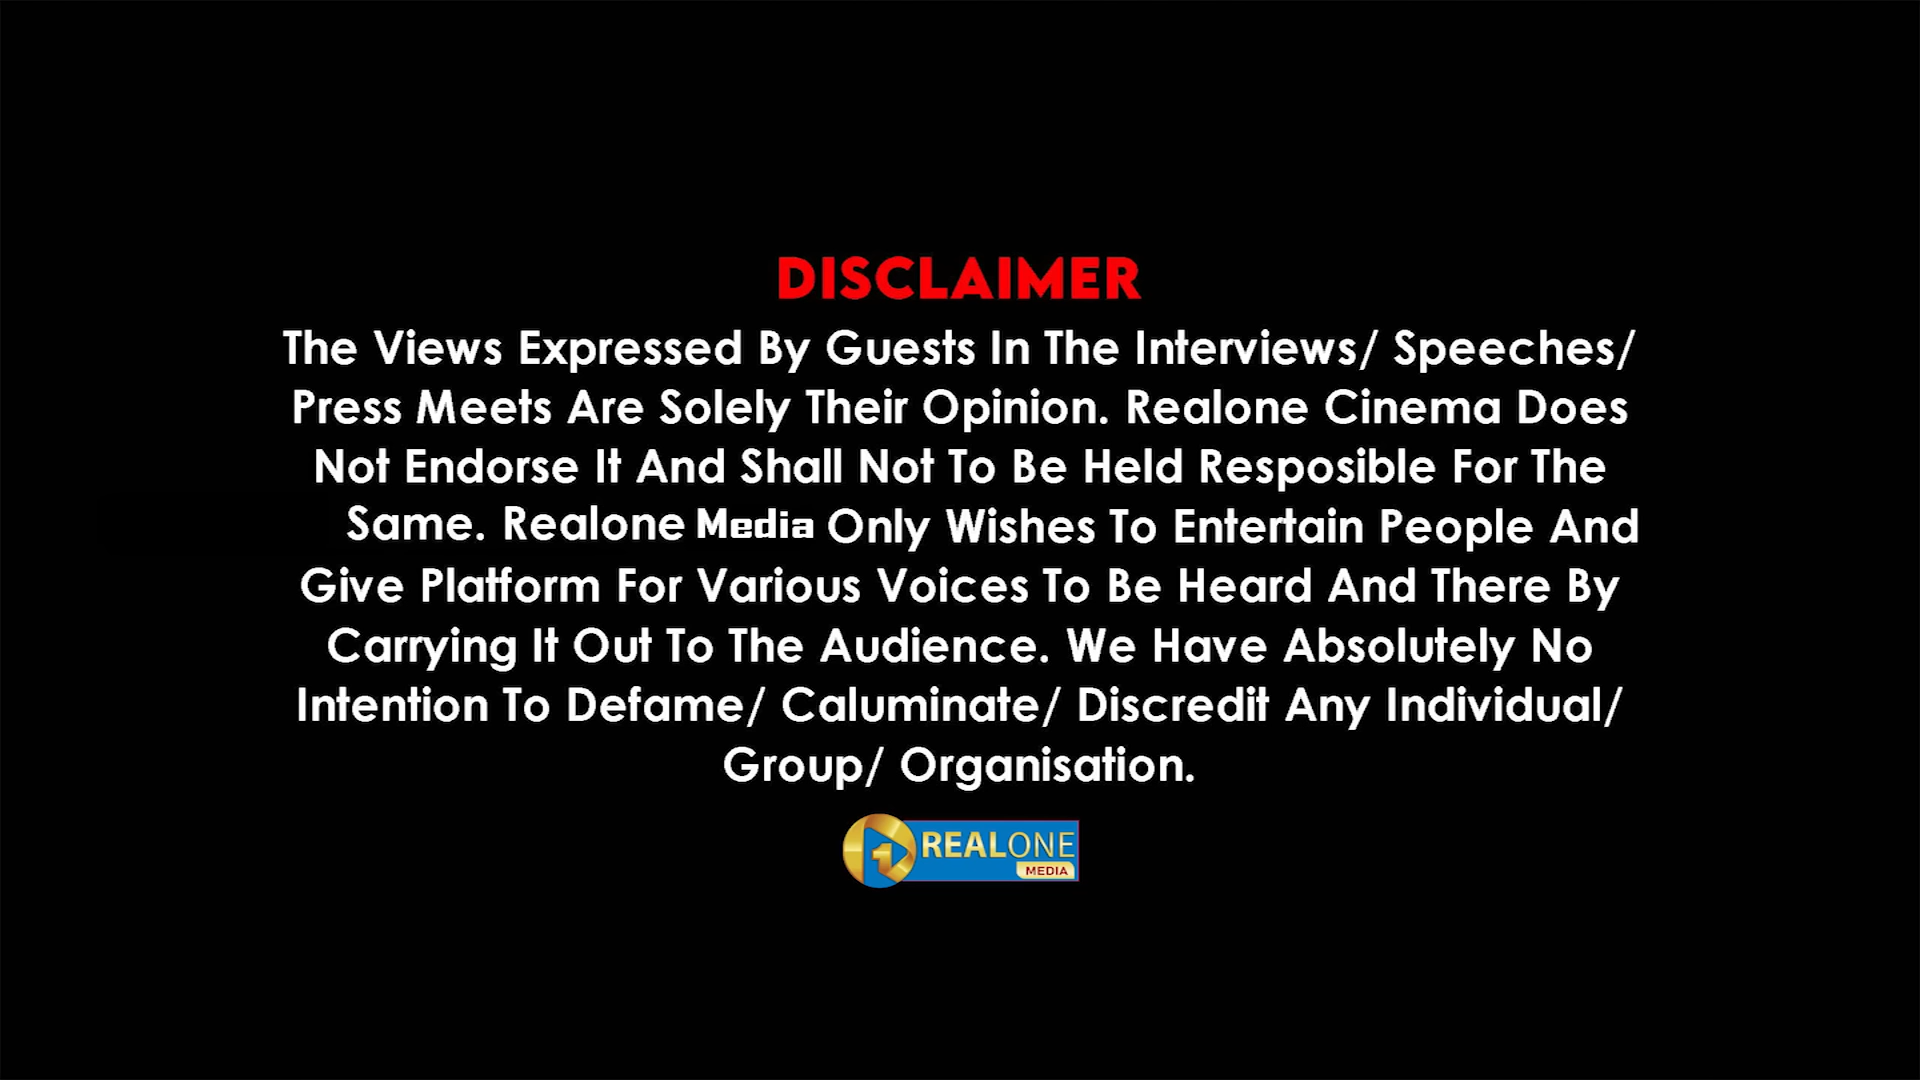 DISCLAIMER
The Views Expressed By Guests In The Interviews/ Speeches/
Press Meets Are Solely Their Opinion. Realone Cinema Does
Not Endorse It And Shall Not To Be Held Resposible For The
Same. Realone Media Only Wishes To Entertain People And
Give Platform For Various Voices To Be Heard And There By
Carrying It Out To The Audience. We Have Absolutely No
Intention To Defame/ Caluminate/ Discredit Any Individual/
Group/ Organisation.
1 REALONE
MEDIA